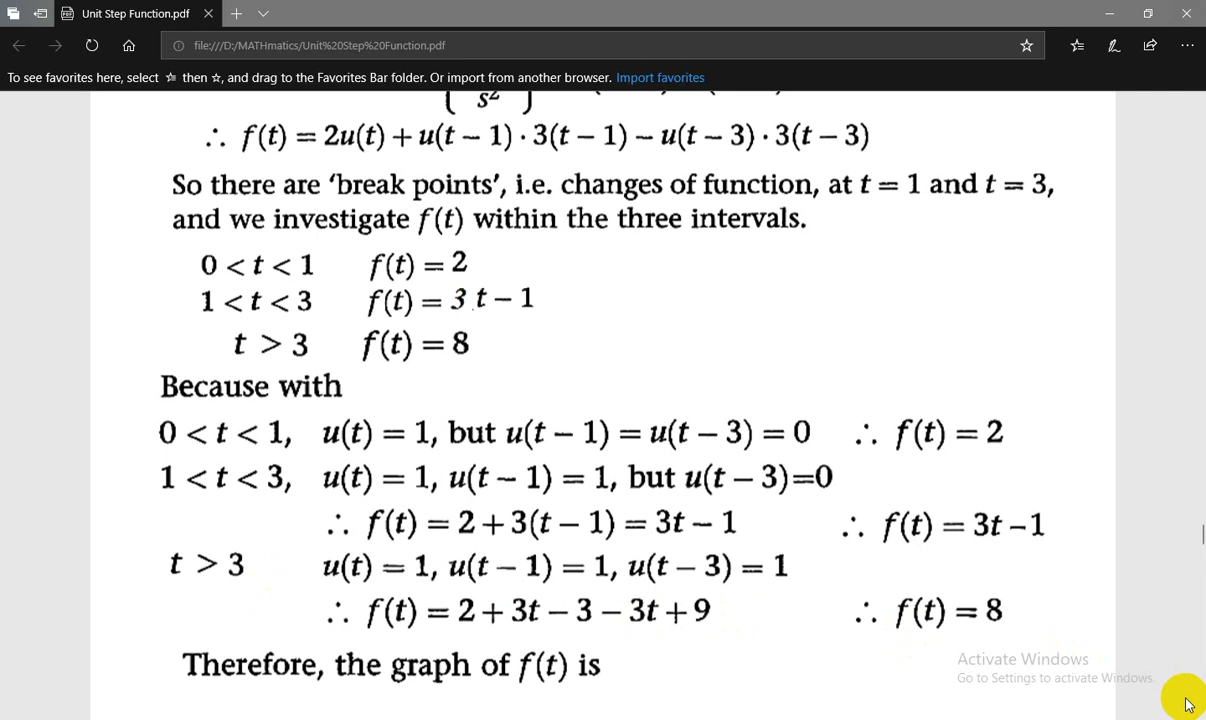 Unit Step Function.pdf
file:///D:/MATHmatics/Unit%20Step%20Function.pdf
To see favorites here, select then ☆, and drag to the Favorites Bar folder. Or import from another browser. Import favorites
s²
∴ f(t) = 2u(t) + u(t − 1) · 3(t − 1) − u(t − 3) · 3(t − 3)
So there are 'break points', i.e. changes of function, at t = 1 and t = 3,
and we investigate f(t) within the three intervals.
0 < t < 1 f(t) = 2
1 < t < 3 f(t) = 3 t − 1
t > 3 f(t) = 8
Because with
0 < t < 1, u(t) = 1, but u(t − 1) = u(t − 3) = 0 ∴ f(t) = 2
1 < t < 3, u(t) = 1, u(t − 1) = 1, but u(t − 3)=0
∴ f(t) = 2 + 3(t − 1) = 3t − 1 ∴ f(t) = 3t −1
t > 3 u(t) = 1, u(t − 1) = 1, u(t − 3) = 1
∴ f(t) = 2 + 3t − 3 − 3t + 9 ∴ f(t) = 8
Therefore, the graph of f(t) is
Activate Windows
Go to Settings to activate Windows.